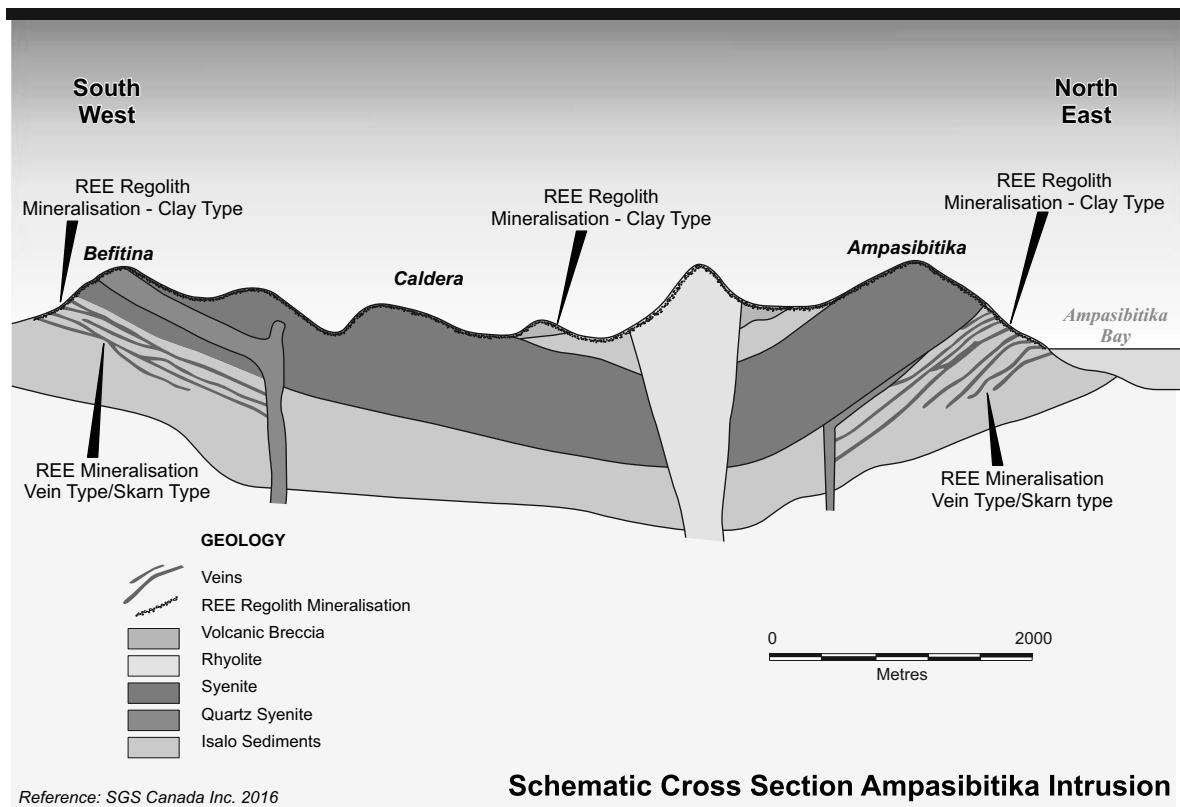 South
West
North
East
REE Regolith
Mineralisation - Clay Type
REE Regolith
Mineralisation - Clay Type
REE Regolith
Mineralisation - Clay Type
Befitina
Caldera
Ampasibitika
Ampasibitika
Bay
REE Mineralisation
Vein Type/Skarn Type
REE Mineralisation
Vein Type/Skarn type
GEOLOGY
Veins
REE Regolith Mineralisation
Volcanic Breccia
Rhyolite
Syenite
Quartz Syenite
Isalo Sediments
0 2000
Metres
Schematic Cross Section Ampasibitika Intrusion
Reference: SGS Canada Inc. 2016